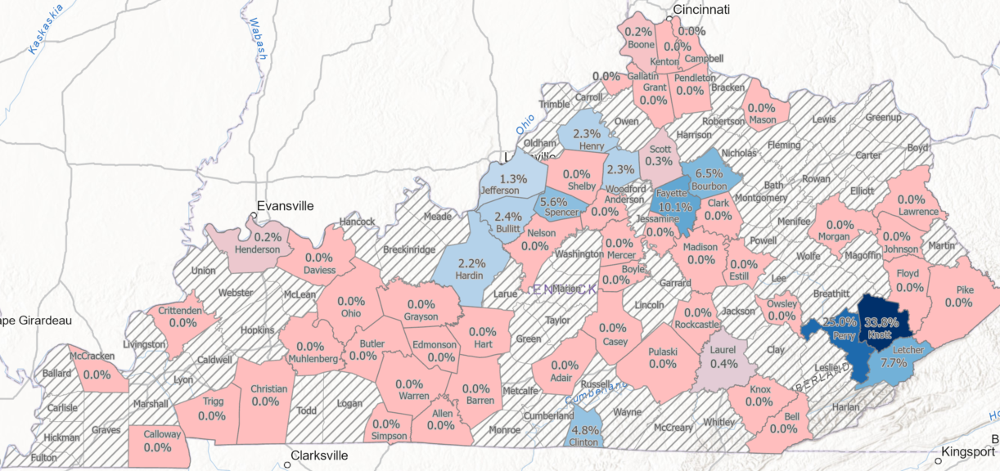 Kaskaskia
Wabash
Cincinnati
0.2%
Boone
0.0%
0.0%
Kenton
Campbell
0.0%
Gallatin
Grant
0.0%
Pendleton
0.0%
Bracken
Trimble
Carroll
Owen
0.0%
Mason
Robertson
Lewis
Greenup
Ohio
Oldham
2.3%
Henry
Harrison
Fleming
Carter
Boyd
Scott
0.3%
Nicholas
1.3%
Jefferson
0.0%
Shelby
2.3%
Woodford
6.5%
Bourbon
Bath
Rowan
Elliott
Evansville
5.6%
Spencer
Anderson
0.0%
Fayette
10.1%
Clark
0.0%
Montgomery
0.0%
Lawrence
Hancock
Meade
2.4%
Bullitt
Jessamine
0.0%
Menifee
0.0%
Morgan
0.0%
Johnson
Martin
0.2%
Henderson
Nelson
0.0%
Washington
0.0%
Mercer
Madison
0.0%
Powell
Wolfe
Magoffin
Union
0.0%
Daviess
Breckinridge
2.2%
Hardin
Boyle
0.0%
Garrard
0.0%
Estill
Lee
Floyd
0.0%
Pike
0.0%
Webster
McLean
Larue
Marion
Breathitt
0.0%
Ohio
0.0%
Grayson
Lincoln
Crittenden
0.0%
0.0%
Rockcastle
Jackson
Owsley
0.0%
ape Girardeau
Hopkins
Taylor
25.0%
Perry
33.8%
Knott
Livingston
0.0%
Muhlenberg
Butler
0.0%
Edmonson
0.0%
0.0%
Hart
Green
0.0%
Casey
Pulaski
0.0%
Laurel
0.4%
Clay
Letcher
7.7%
McCracken
0.0%
Ballard
Caldwell
0.0%
Adair
Leslie
Lyon
Christian
0.0%
0.0%
Warren
0.0%
Barren
Metcalfe
Russell
Cumberland
Knox
0.0%
Harlan
Carlisle
Marshall
Trigg
0.0%
Todd
Logan
Allen
0.0%
Cumberland
Wayne
Bell
0.0%
Hickman
Graves
Calloway
0.0%
0.0%
Simpson
Monroe
4.8%
Clinton
McCreary
Whitley
Fulton
Clarksville
Kingsport